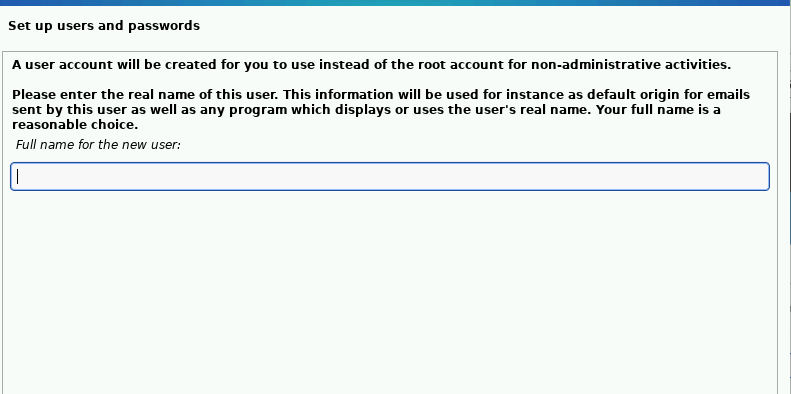 Set up users and passwords
A user account will be created for you to use instead of the root account for non-administrative activities.
Please enter the real name of this user. This information will be used for instance as default origin for emails
sent by this user as well as any program which displays or uses the user's real name. Your full name is a
reasonable choice.
Full name for the new user: